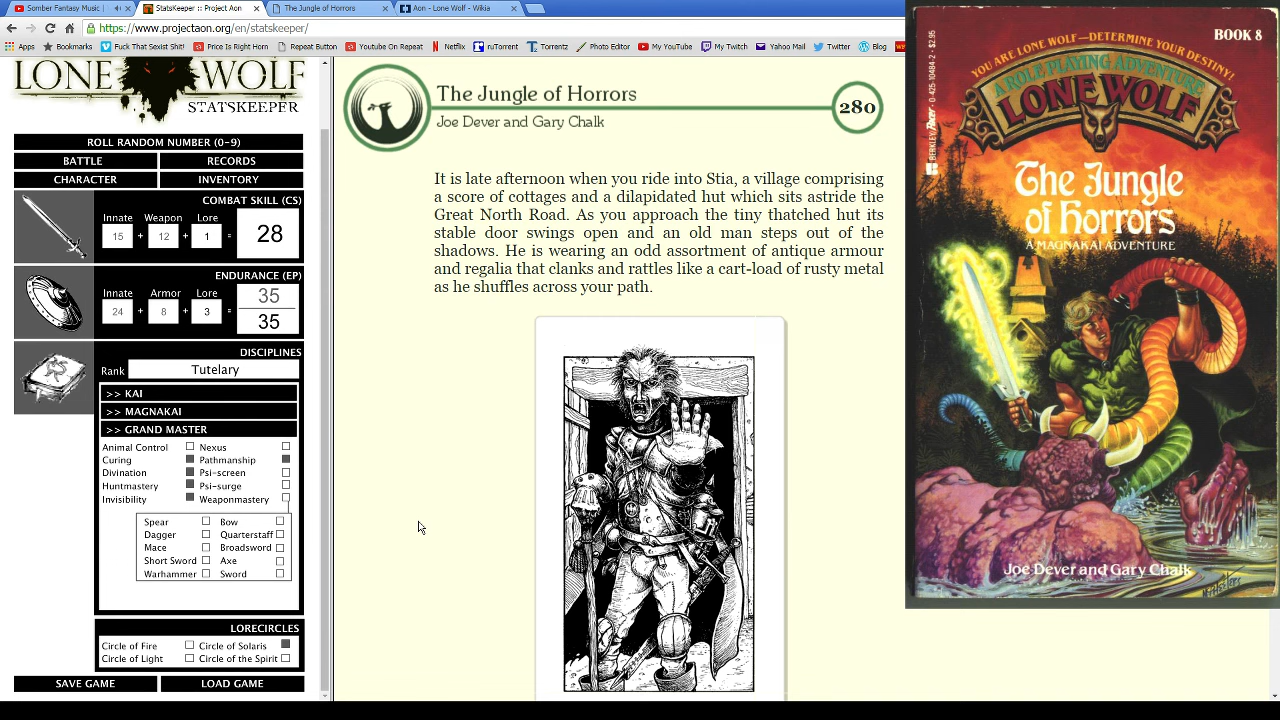 Somber Fantasy Music |
StatsKeeper :: Project Aon
The Jungle of Horrors
Aon - Lone Wolf - Wikia
https://www.projectaon.org/en/statskeeper/
Apps
Bookmarks
Fuck That Sexist Shit!
Price Blight Horn
Repeat Button
Youtube On Repeat
Netflix
ruTorrent
Torrentz
Photo Editor
My YouTube
My Twitch
Yahoo Mail
Twitter
Blog
LONE WOLF
STATSKEEPER
ROLL RANDOM NUMBER (0-9)
BATTLE RECORDS
CHARACTER INVENTORY
COMBAT SKILL (CS)
Innate Weapon Lore
15 + 12 + 1 = 28
ENDURANCE (EP)
Innate Armor Lore
35
24 + 8 + 3 =
35
DISCIPLINES
Rank Tutelary
>> KAI
>> MAGNAKAI
>> GRAND MASTER
Animal Control Nexus
Curing Pathmanship
Divination Psi-screen
Huntmastery Psi-surge
Invisibility Weaponmastery
Spear Bow
Dagger Quarterstaff
Mace Broadsword
Short Sword Axe
Warhammer Sword
LORECIRCLES
Circle of Fire Circle of Solaris
Circle of Light Circle of the Spirit
SAVE GAME LOAD GAME
The Jungle of Horrors
Joe Dever and Gary Chalk
280
It is late afternoon when you ride into Stia, a village comprising
a score of cottages and a dilapidated hut which sits astride the
Great North Road. As you approach the tiny thatched hut its
stable door swings open and an old man steps out of the
shadows. He is wearing an odd assortment of antique armour
and regalia that clanks and rattles like a cart-load of rusty metal
as he shuffles across your path.
BOOK 8
YOU ARE LONE WOLF—DETERMINE YOUR DESTINY!
A ROLE PLAYING ADVENTURE
LONE WOLF
The Jungle
of Horrors
A MAGNAKAI ADVENTURE
BERKLEY Pacer 0-425-10484-2 • $2.95
Joe Dever and Gary Chalk